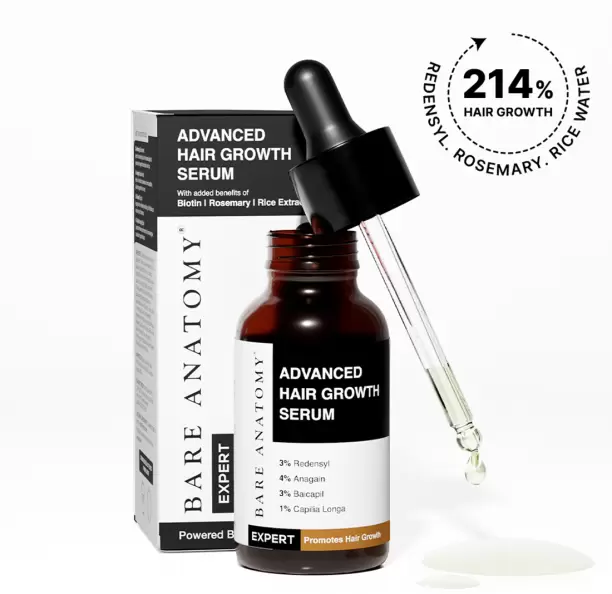 214%
HAIR GROWTH
REDENSYL. ROSEMARY. RICE WATER
ADVANCED
HAIR GROWTH
SERUM
With added benefits of
Biotin | Rosemary | Rice
BARE ANATOMY®
EXPERT
Powered
ADVANCED
HAIR GROWTH
SERUM
BARE ANATOMY
3% Redensyl
4% Anagain
3% Baicapil
1% Capilia Longa
EXPERT
Promotes Hair Growth